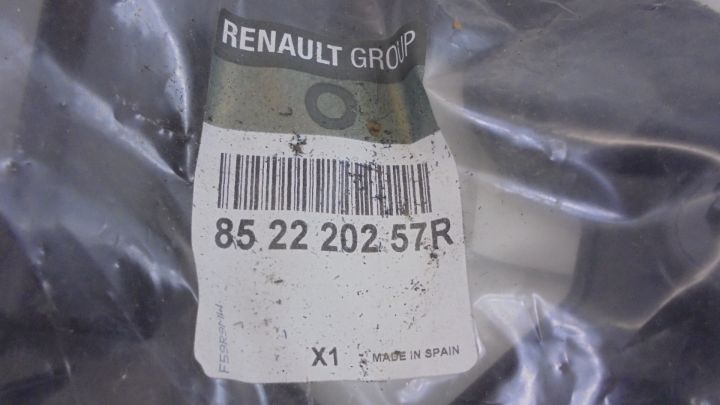 RENAULT GROUP
85 22 202 57R
X1 MADE IN SPAIN